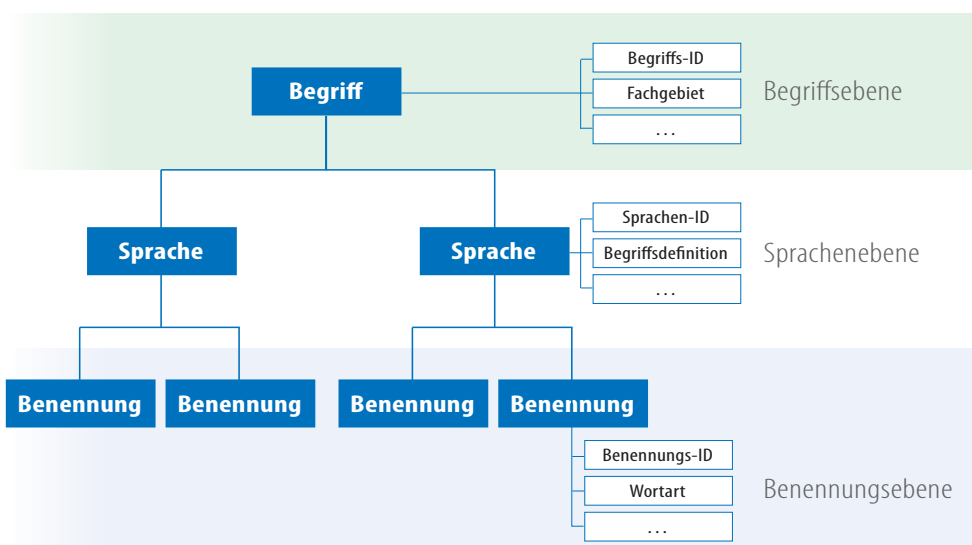 Begriff
Begriffs-ID
Fachgebiet
...
Begriffsebene
Sprache
Sprache
Sprachen-ID
Begriffsdefinition
...
Sprachenebene
Benennung
Benennung
Benennung
Benennung
Benennungs-ID
Wortart
...
Benennungsebene